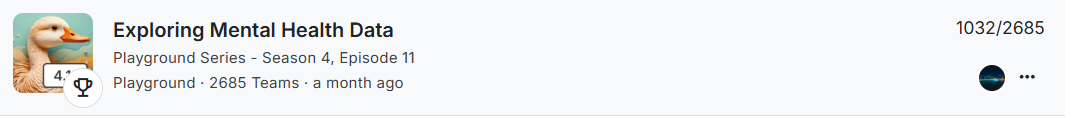 Exploring Mental Health Data
1032/2685
Playground Series - Season 4, Episode 11
Playground · 2685 Teams · a month ago